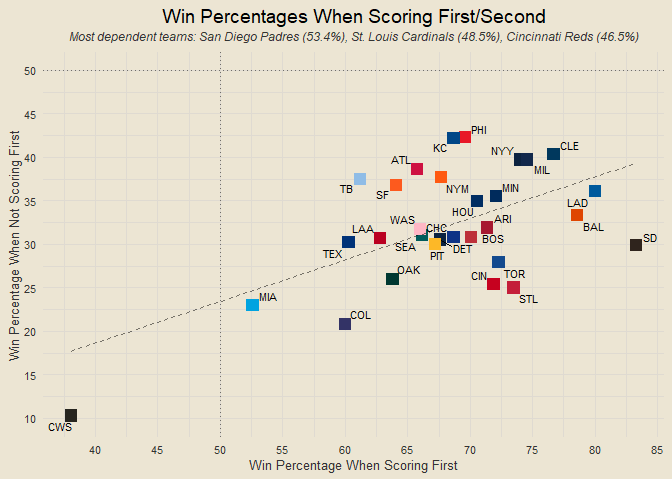 Win Percentages When Scoring First/Second
Most dependent teams: San Diego Padres (53.4%), St. Louis Cardinals (48.5%), Cincinnati Reds (46.5%)
Win Percentage When Not Scoring First
50
45
40
35
30
25
20
15
10
PHI
KC
NYY
CLE
MIL
ATL
TB
SF
NYM
MIN
HOU
LAD
BAL
WAS
CHC
ARI
LAA
SEA
BOS
SD
TEX
PIT
DET
OAK
CIN
TOR
STL
MIA
COL
CWS
40
45
50
55
60
65
70
75
80
85
Win Percentage When Scoring First